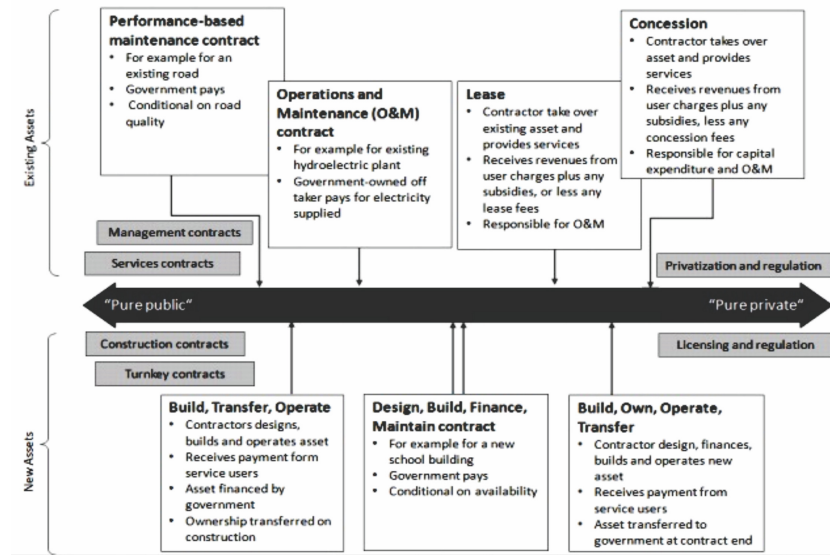 Existing Assets
Performance-based
maintenance contract
• For example for an
existing road
• Government pays
• Conditional on road
quality
Operations and
Maintenance (O&M)
contract
• For example for existing
hydroelectric plant
• Government-owned off
taker pays for electricity
supplied
Lease
• Contractor take over
existing asset and
provides services
• Receives revenues from
user charges plus any
subsidies, or less any
lease fees
• Responsible for O&M
Concession
• Contractor takes over
asset and provides
services
• Receives revenues from
user charges plus any
subsidies, less any
concession fees
• Responsible for capital
expenditure and O&M
Management contracts
Services contracts
Privatization and regulation
"Pure public"
"Pure private"
Construction contracts
Turnkey contracts
Licensing and regulation
New Assets
Build, Transfer, Operate
• Contractors designs,
builds and operates asset
• Receives payment form
service users
• Asset financed by
government
• Ownership transferred on
construction
Design, Build, Finance,
Maintain contract
• For example for a new
school building
• Government pays
• Conditional on availability
Build, Own, Operate,
Transfer
• Contractor design, finances,
builds and operates new
asset
• Receives payment from
service users
• Asset transferred to
government at contract end